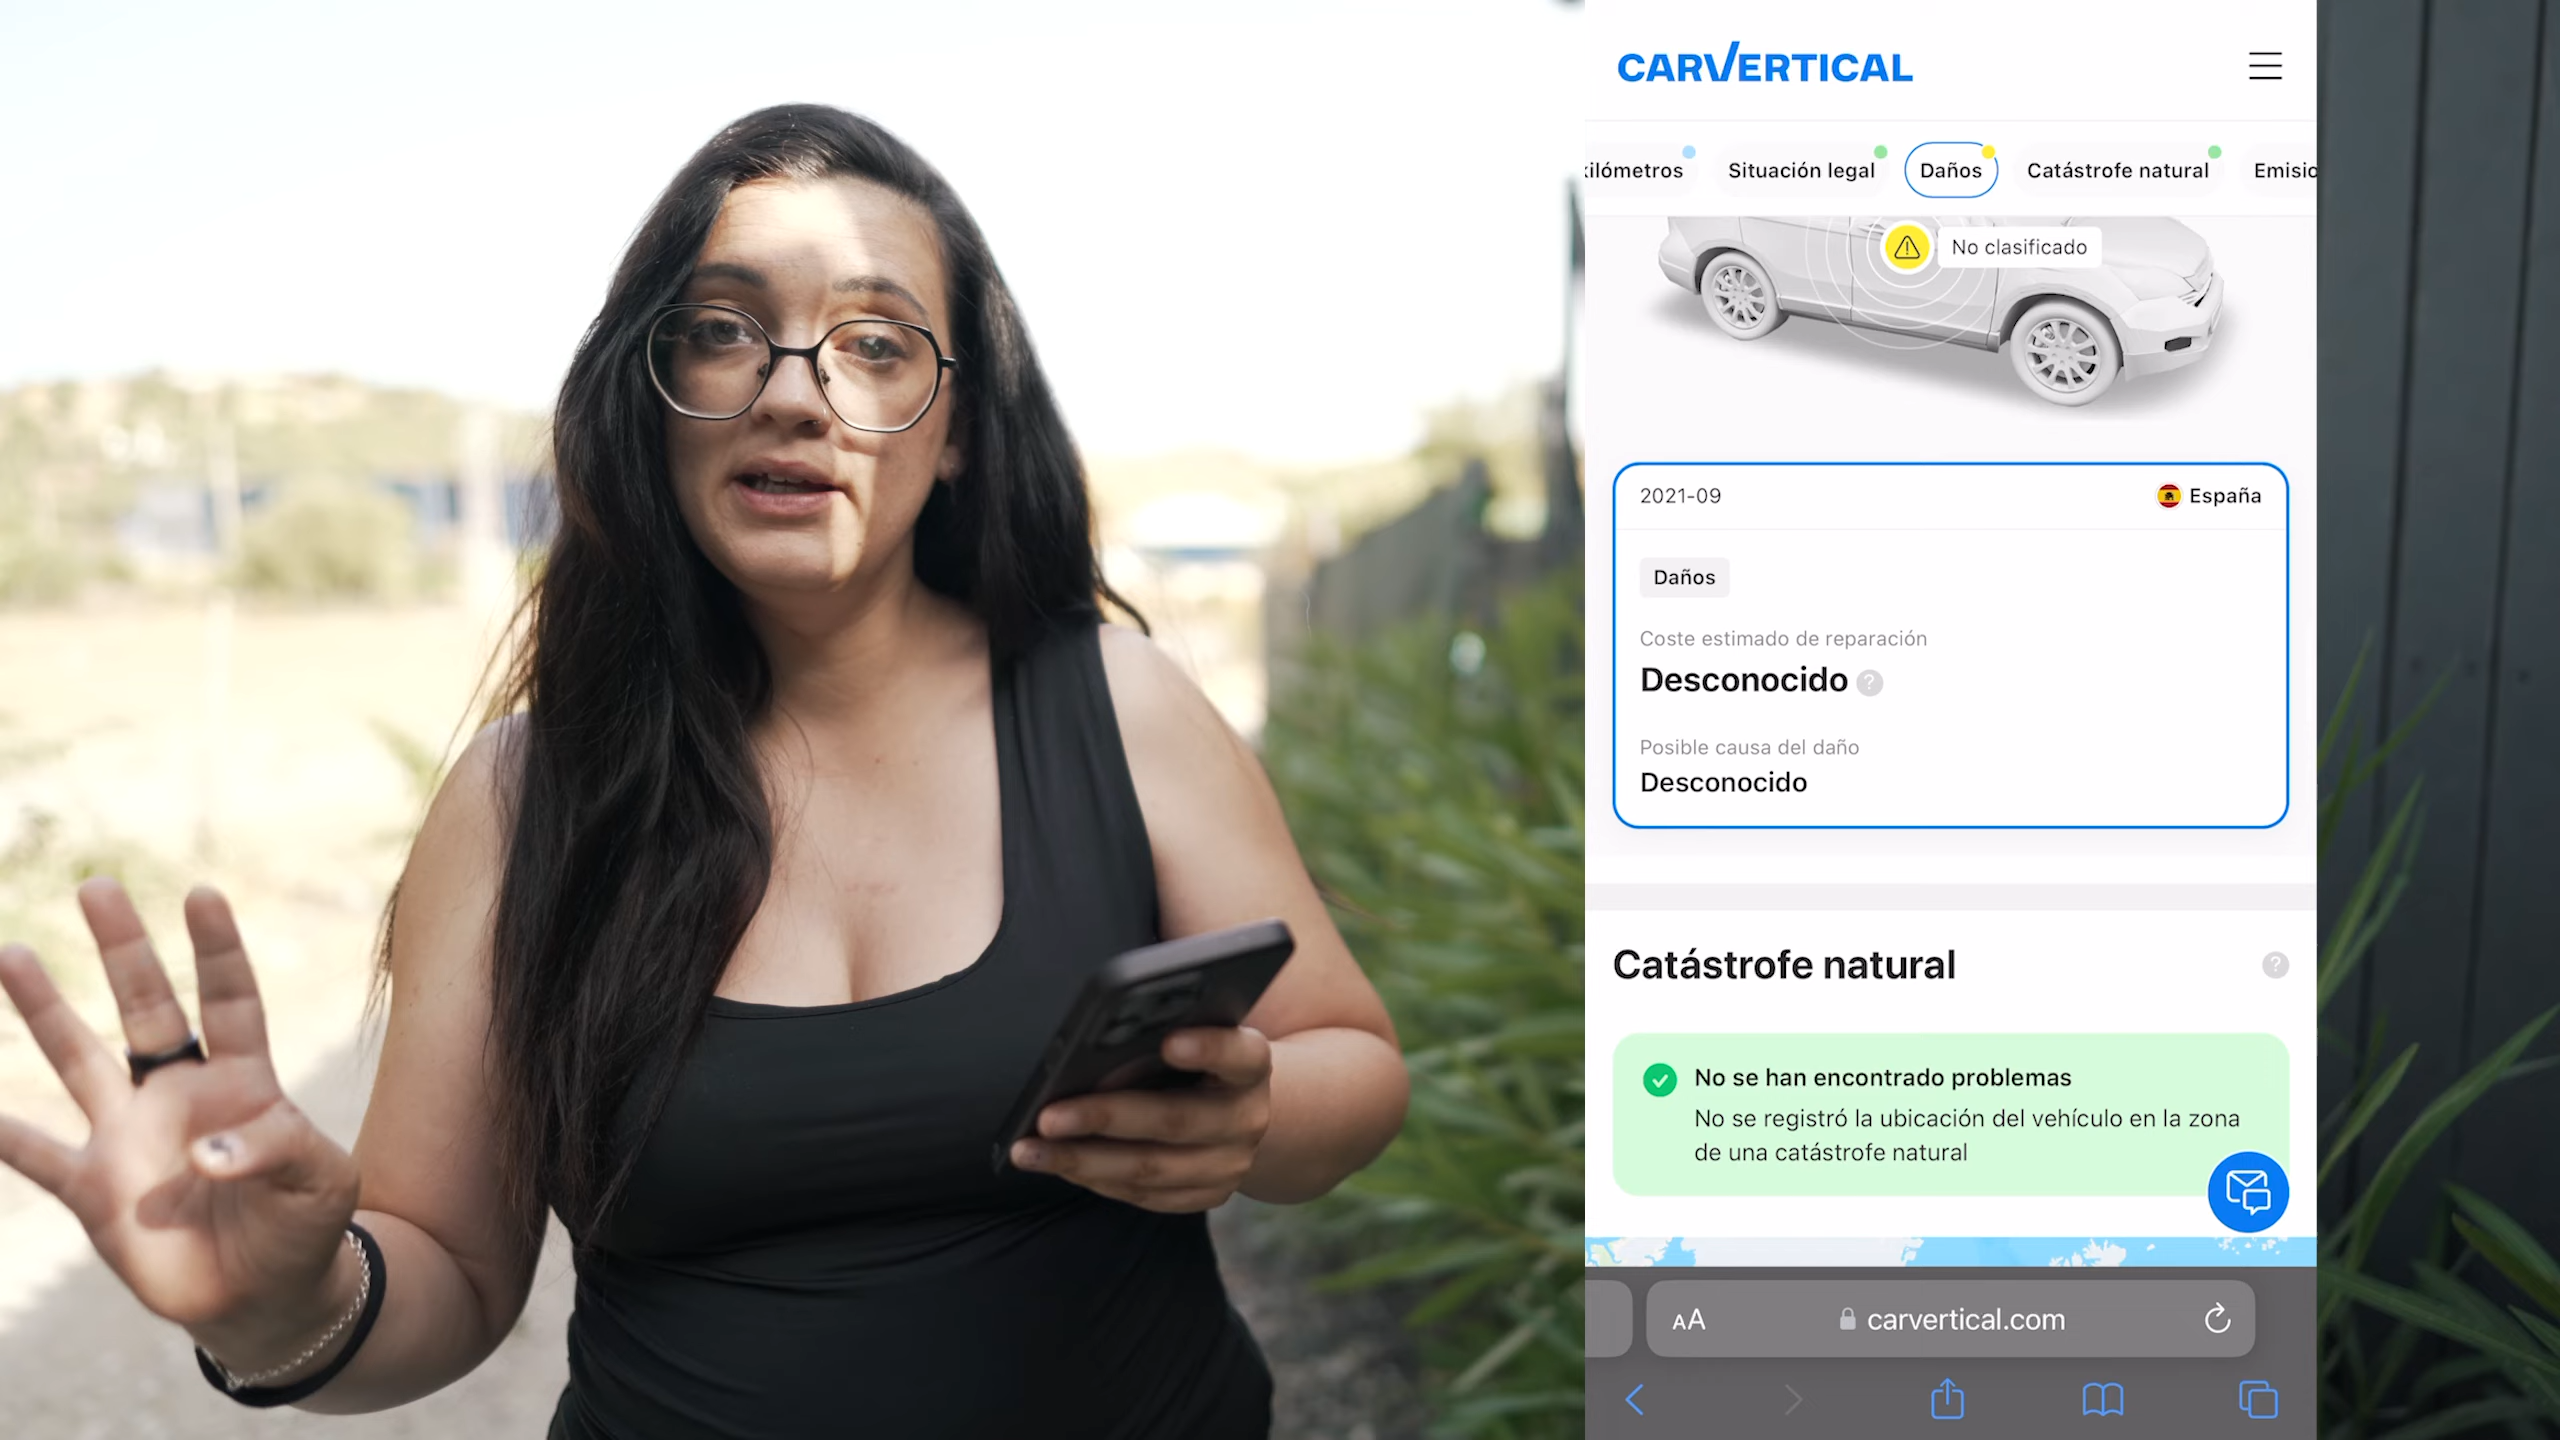 CARVERTICAL
kilómetros
Situación legal
Daños
Catástrofe natural
Emisio
No clasificado
2021-09
España
Daños
Coste estimado de reparación
Desconocido ?
Posible causa del daño
Desconocido
Catástrofe natural
?
No se han encontrado problemas
No se registró la ubicación del vehículo en la zona
de una catástrofe natural
AA
carvertical.com